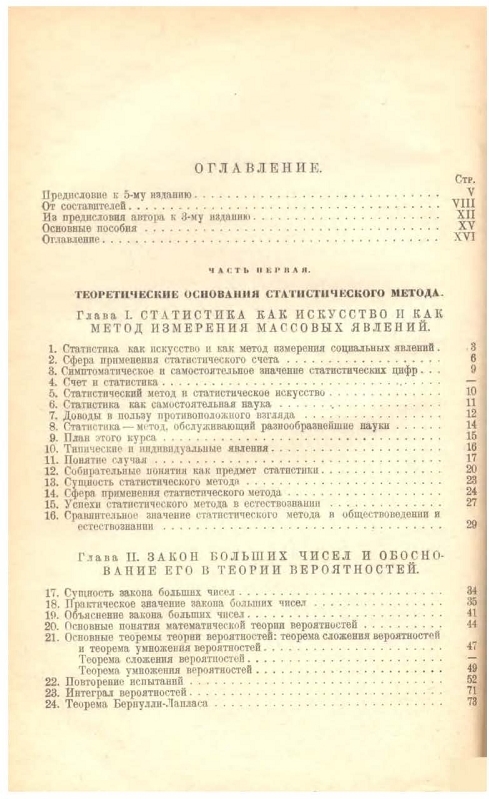 ОГЛАВЛЕНИЕ.
Стр.
Предисловие к 5-му изданию . . . V
От составителей . . . VIII
Из предисловия автора к 3-му изданию . . . XII
Основные пособия . . . XV
Оглавление . . . XVI
ЧАСТЬ ПЕРВАЯ.
ТЕОРЕТИЧЕСКИЕ ОСНОВАНИЯ СТАТИСТИЧЕСКОГО МЕТОДА.
Глава I. СТАТИСТИКА КАК ИСКУССТВО И КАК
МЕТОД ИЗМЕРЕНИЯ МАССОВЫХ ЯВЛЕНИЙ.
1. Статистика как искусство и как метод измерения социальных явлений . 3
2. Сфера применения статистического счета . . . 6
3. Симптоматическое и самостоятельное значение статистических цифр . . . 9
4. Счет и статистика . . . —
5. Статистический метод и статистическое искусство . . . 10
6. Статистика как самостоятельная наука . . . 11
7. Доводы в пользу противоположного взгляда . . . 12
8. Статистика — метод, обслуживающий разнообразнейшие науки . . . 14
9. План этого курса . . . 15
10. Типические и индивидуальные явления . . . 16
11. Понятие случая . . . 17
12. Собирательные понятия как предмет статистики . . . 20
13. Сущность статистического метода . . . 23
14. Сфера применения статистического метода . . . 24
15. Успехи статистического метода в естествознании . . . 27
16. Сравнительное значение статистического метода в обществоведении и
естествознании . . . 29
Глава II. ЗАКОН БОЛЬШИХ ЧИСЕЛ И ОБОСНО-
ВАНИЕ ЕГО В ТЕОРИИ ВЕРОЯТНОСТЕЙ.
17. Сущность закона больших чисел . . . 34
18. Практическое значение закона больших чисел . . . 35
19. Объяснение закона больших чисел . . . 41
20. Основные понятия математической теории вероятностей . . . 44
21. Основные теоремы теории вероятностей: теорема сложения вероятностей
и теорема умножения вероятностей . . . 47
Теорема сложения вероятностей . . . —
Теорема умножения вероятностей . . . 49
22. Повторение испытаний . . . 52
23. Интеграл вероятностей . . . 71
24. Теорема Бернулли-Лапласа . . . 73